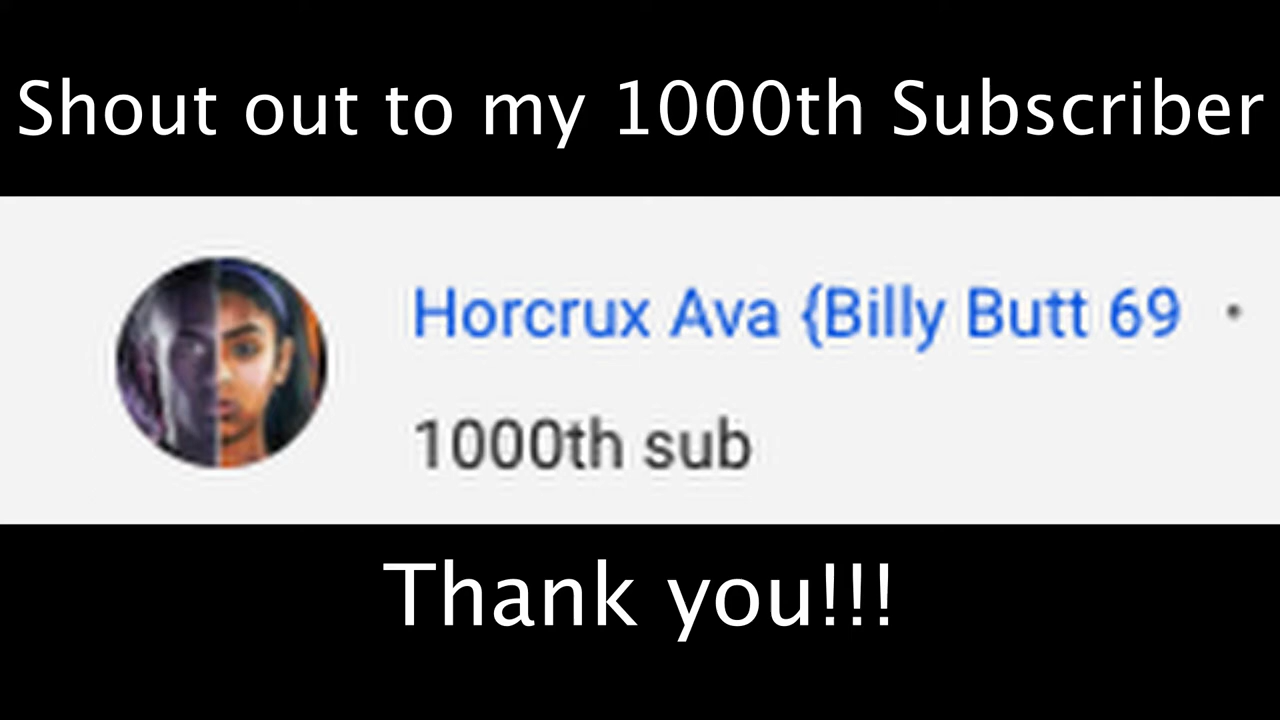 Shout out to my 1000th Subscriber
Horcrux Ava {Billy Butt 69 •
1000th sub
Thank you!!!